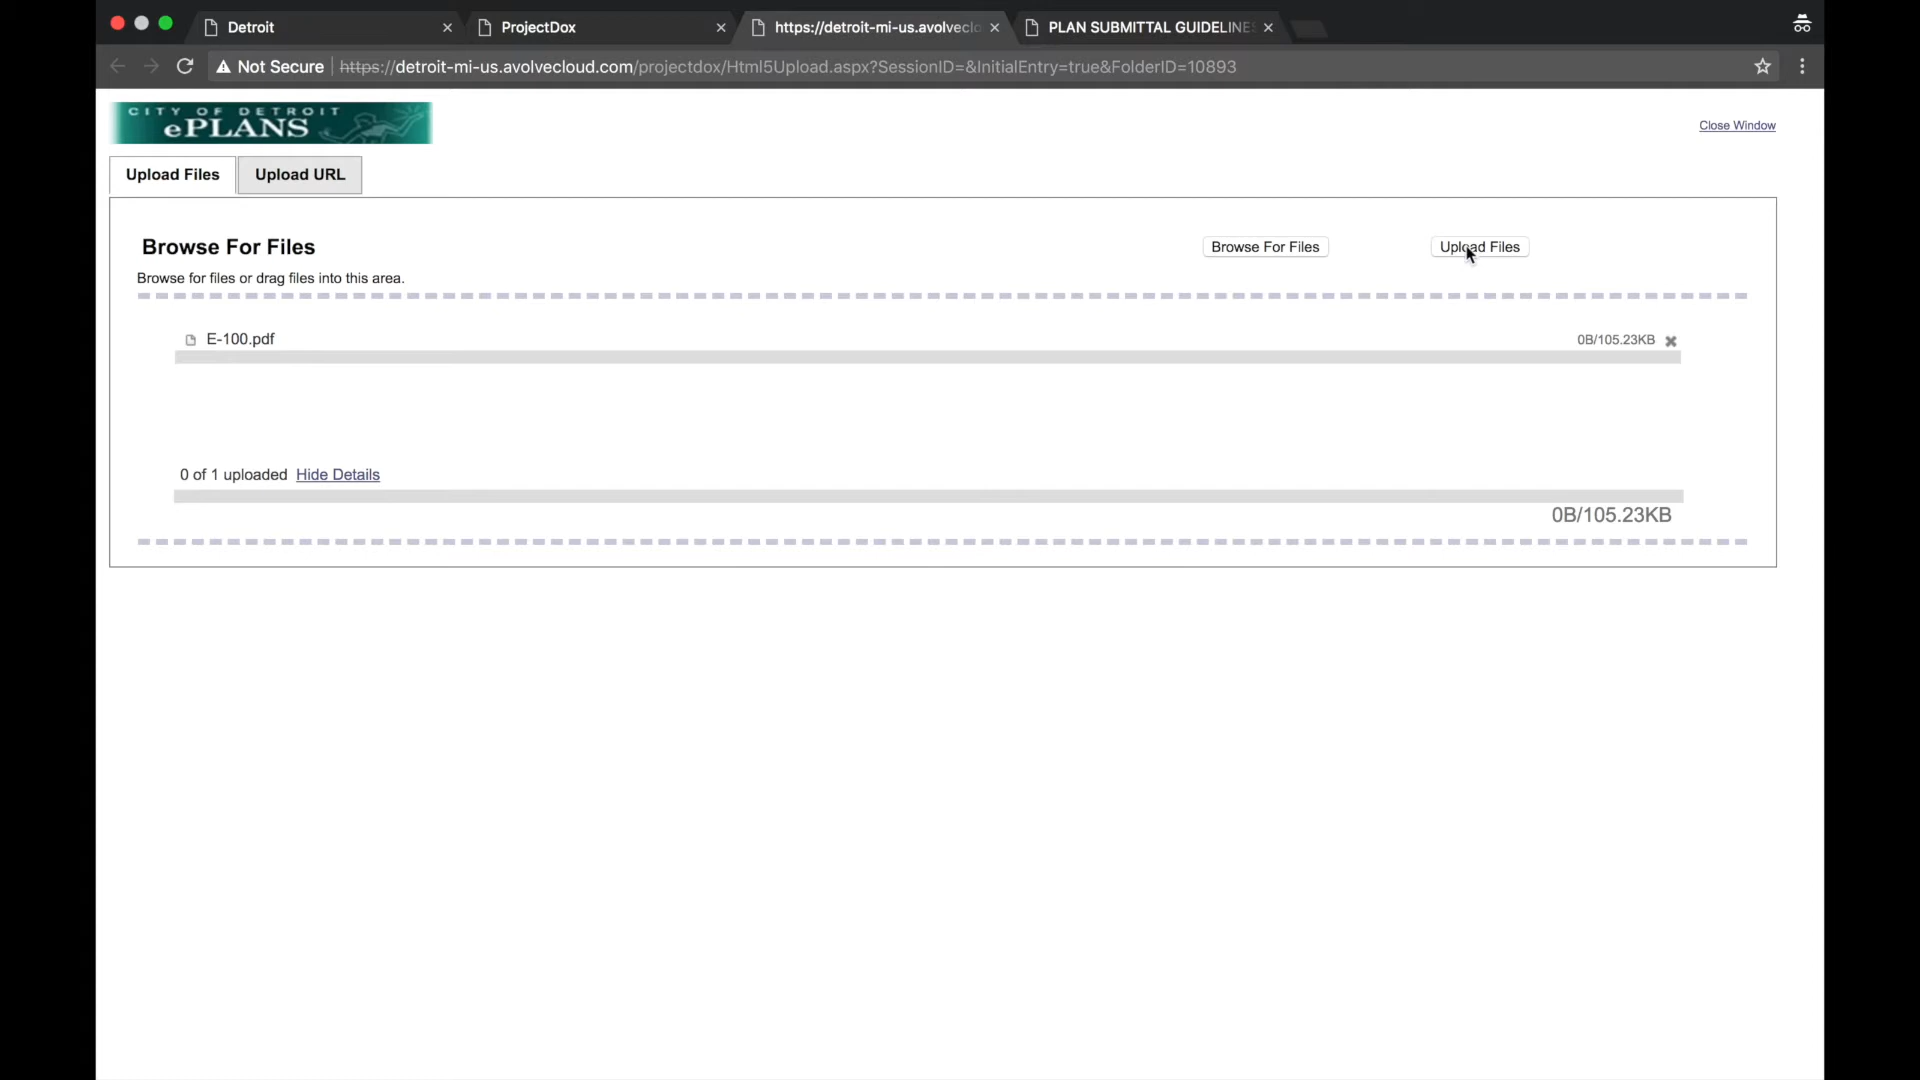 Detroit
ProjectDox
https://detroit-mi-us.avolveclo
PLAN SUBMITTAL GUIDELINES
Not Secure
https://detroit-mi-us.avolvecloud.com/projectdox/Html5Upload.aspx?SessionID=&InitialEntry=true&FolderID=10893
CITY OF DETROIT
ePLANS
Close Window
Upload Files
Upload URL
Browse For Files
Browse For Files
Upload Files
Browse for files or drag files into this area.
E-100.pdf
0B/105.23KB
0 of 1 uploaded Hide Details
0B/105.23KB